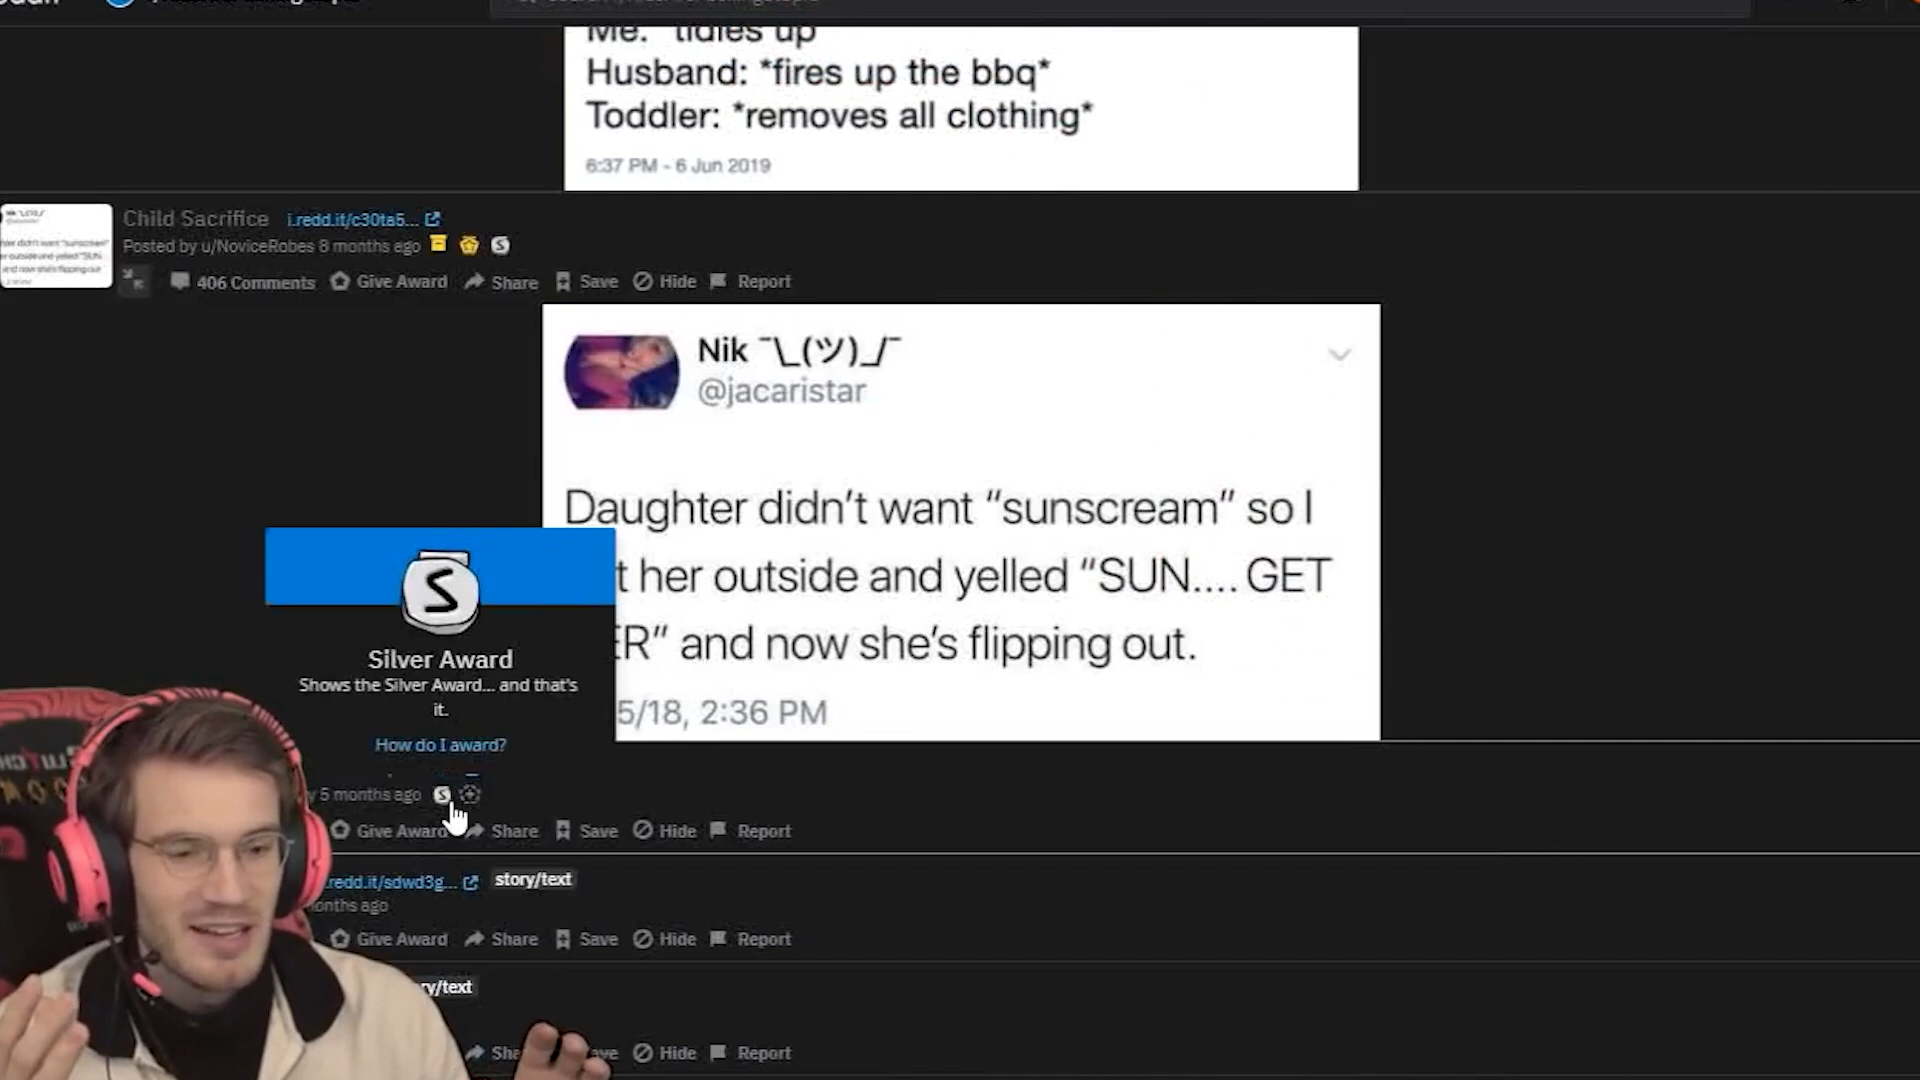 Me: *tidies up*
Husband: *fires up the bbq*
Toddler: *removes all clothing*
6:37 PM - 6 Jun 2019
Child Sacrifice i.redd.it/c30ta5...
Posted by u/NoviceRobes 8 months ago
406 Comments Give Award Share Save Hide Report
Nik ¯\_(ツ)_/¯
@jacaristar
Daughter didn't want "sunscream" so I
t her outside and yelled "SUN.... GET
ER" and now she's flipping out.
5/18, 2:36 PM
S
Silver Award
Shows the Silver Award... and that's
it.
How do I award?
y 5 months ago
Give Award Share Save Hide Report
.redd.it/sdwd3g... story/text
onths ago
Give Award Share Save Hide Report
ry/text
Sha ave Hide Report